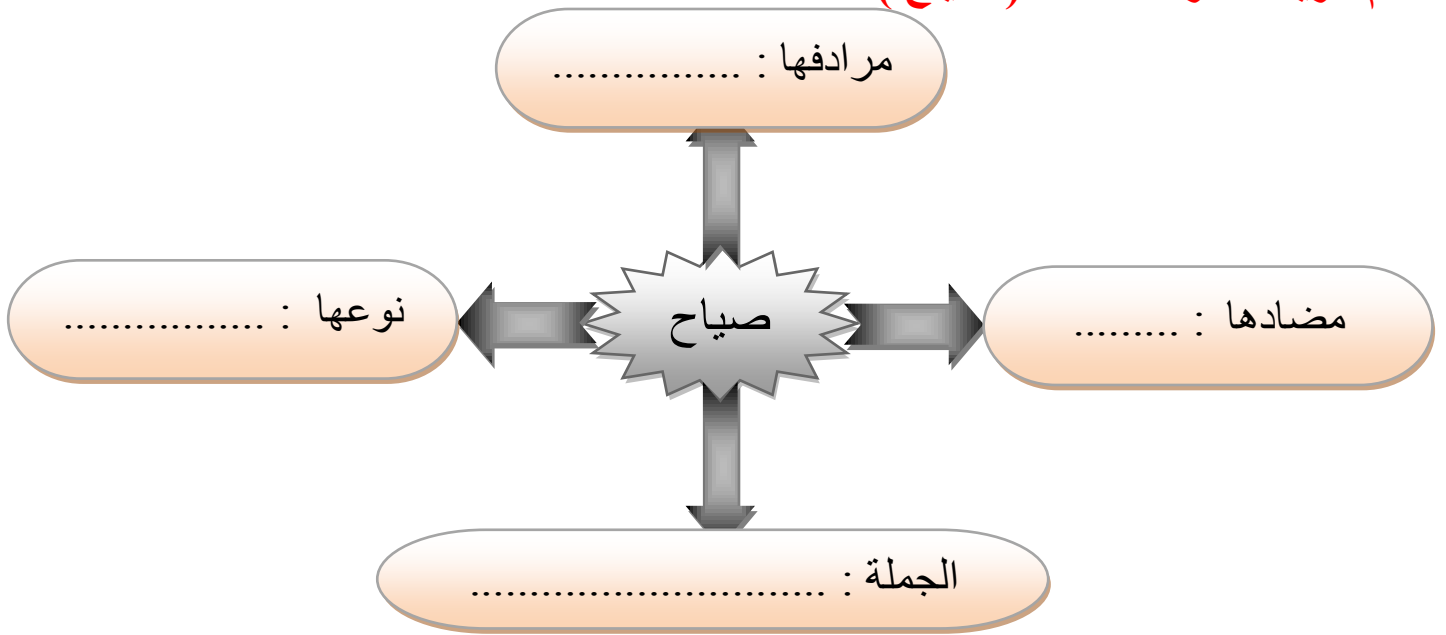 مرادفها : ................
مضادها : .........
صياح
نوعها : .................
الجملة : ..............................